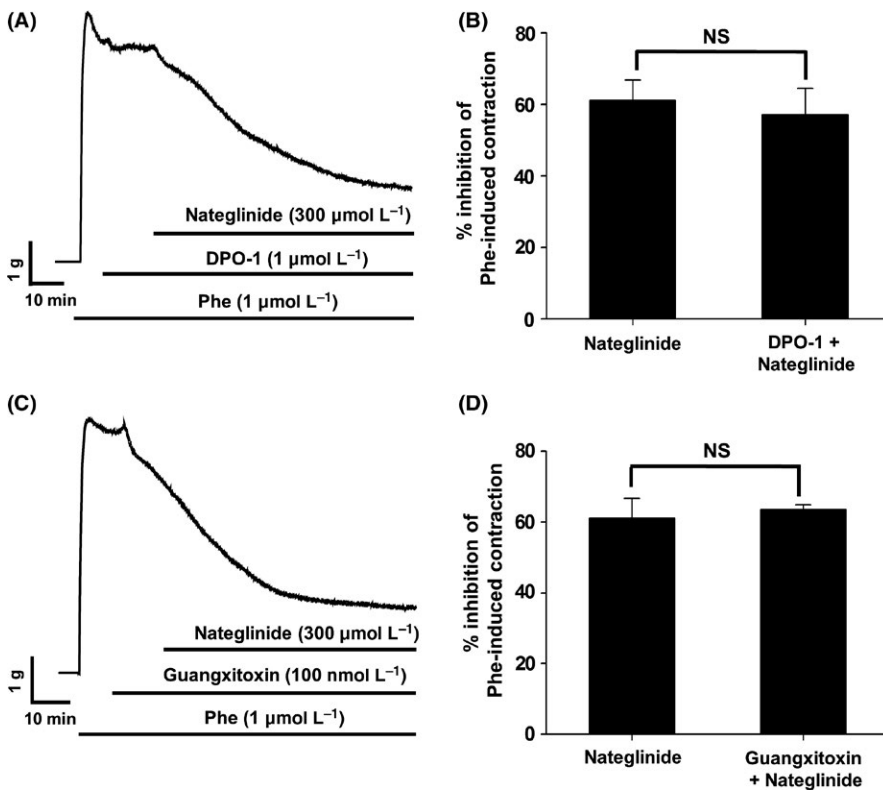 (A)
Nateglinide (300 µmol L⁻¹)
DPO-1 (1 µmol L⁻¹)
Phe (1 µmol L⁻¹)
1 g
10 min
(B)
NS
% inhibition of
Phe-induced contraction
80
60
40
20
0
Nateglinide
DPO-1 +
Nateglinide
(C)
Nateglinide (300 µmol L⁻¹)
Guangxitoxin (100 nmol L⁻¹)
Phe (1 µmol L⁻¹)
1 g
10 min
(D)
NS
% inhibition of
Phe-induced contraction
80
60
40
20
0
Nateglinide
Guangxitoxin
+ Nateglinide